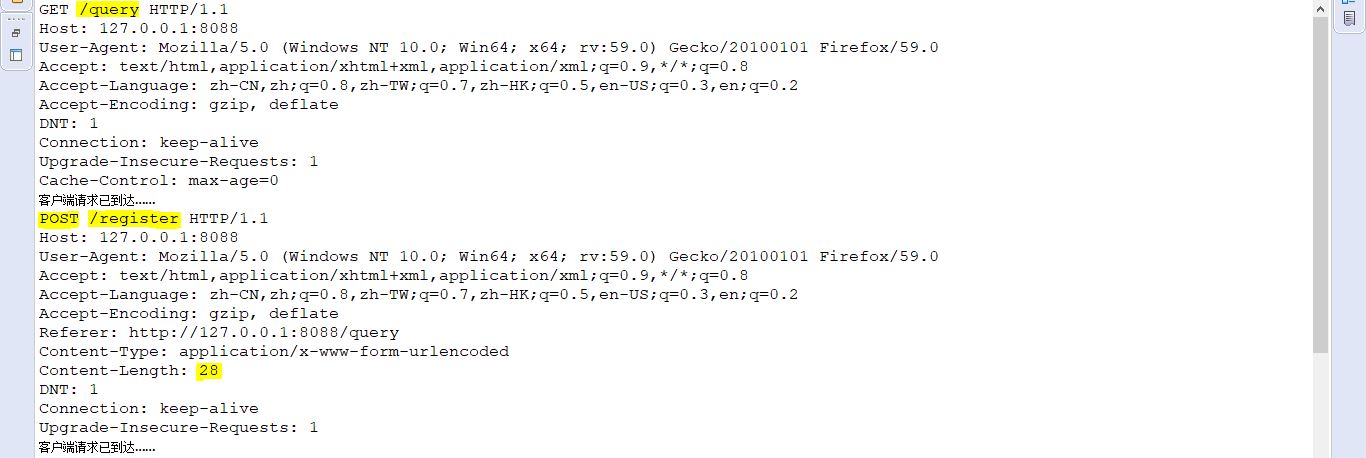 GET /query HTTP/1.1
Host: 127.0.0.1:8088
User-Agent: Mozilla/5.0 (Windows NT 10.0; Win64; x64; rv:59.0) Gecko/20100101 Firefox/59.0
Accept: text/html,application/xhtml+xml,application/xml;q=0.9,*/*;q=0.8
Accept-Language: zh-CN,zh;q=0.8,zh-TW;q=0.7,zh-HK;q=0.5,en-US;q=0.3,en;q=0.2
Accept-Encoding: gzip, deflate
DNT: 1
Connection: keep-alive
Upgrade-Insecure-Requests: 1
Cache-Control: max-age=0
客户端请求已到达……
POST /register HTTP/1.1
Host: 127.0.0.1:8088
User-Agent: Mozilla/5.0 (Windows NT 10.0; Win64; x64; rv:59.0) Gecko/20100101 Firefox/59.0
Accept: text/html,application/xhtml+xml,application/xml;q=0.9,*/*;q=0.8
Accept-Language: zh-CN,zh;q=0.8,zh-TW;q=0.7,zh-HK;q=0.5,en-US;q=0.3,en;q=0.2
Accept-Encoding: gzip, deflate
Referer: http://127.0.0.1:8088/query
Content-Type: application/x-www-form-urlencoded
Content-Length: 28
DNT: 1
Connection: keep-alive
Upgrade-Insecure-Requests: 1
客户端请求已到达……